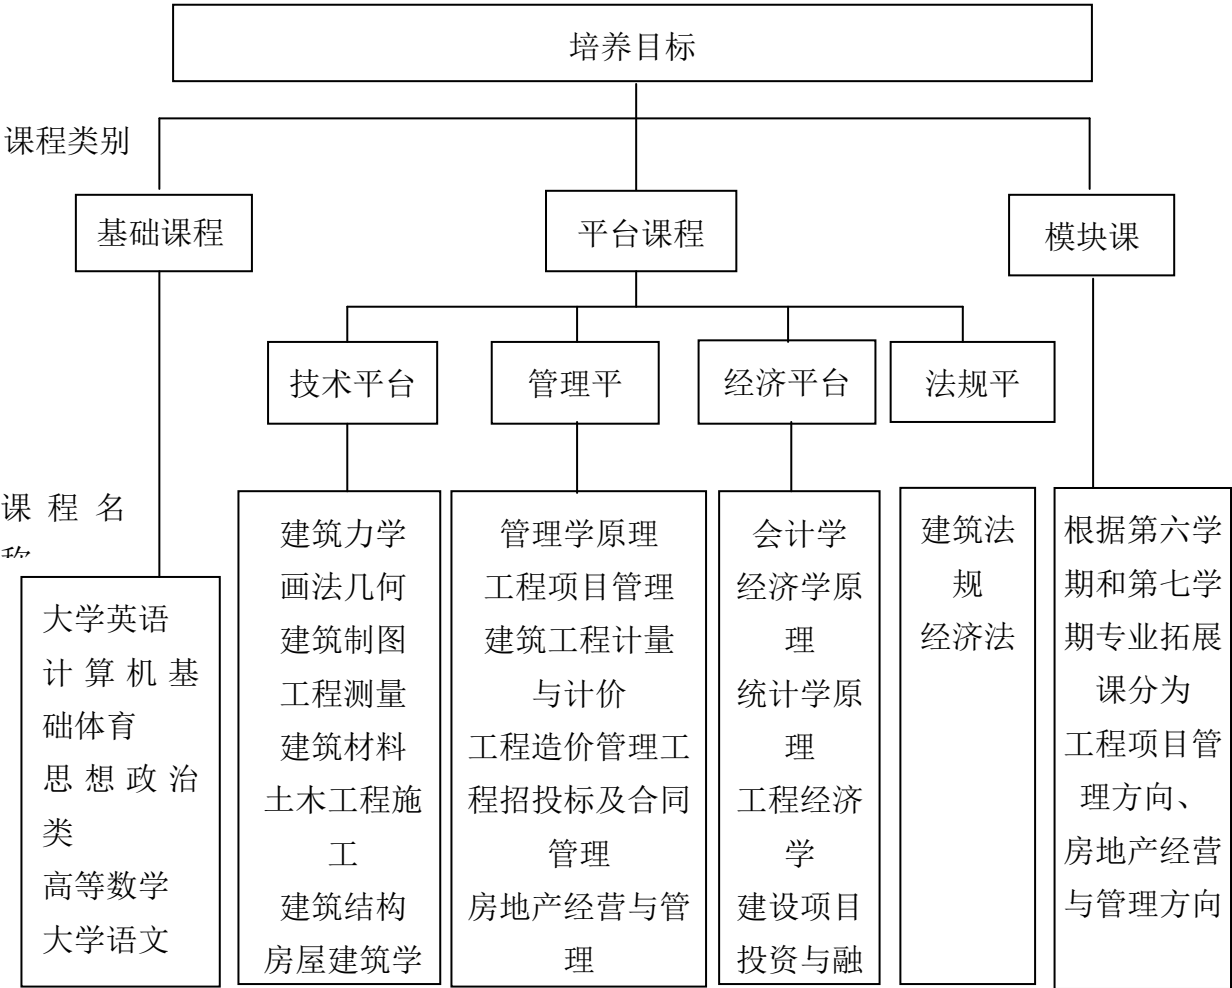 培养目标
课程类别
基础课程
平台课程
模块课
技术平台
管理平
经济平台
法规平
课 程 名
称
大学英语
计 算 机 基
础体育
思 想 政 治
类
高等数学
大学语文
建筑力学
画法几何
建筑制图
工程测量
建筑材料
土木工程施
工
建筑结构
房屋建筑学
管理学原理
工程项目管理
建筑工程计量
与计价
工程造价管理工
程招投标及合同
管理
房地产经营与管
理
会计学
经济学原
理
统计学原
理
工程经济
学
建设项目
投资与融
建筑法
规
经济法
根据第六学
期和第七学
期专业拓展
课分为
工程项目管
理方向、
房地产经营
与管理方向